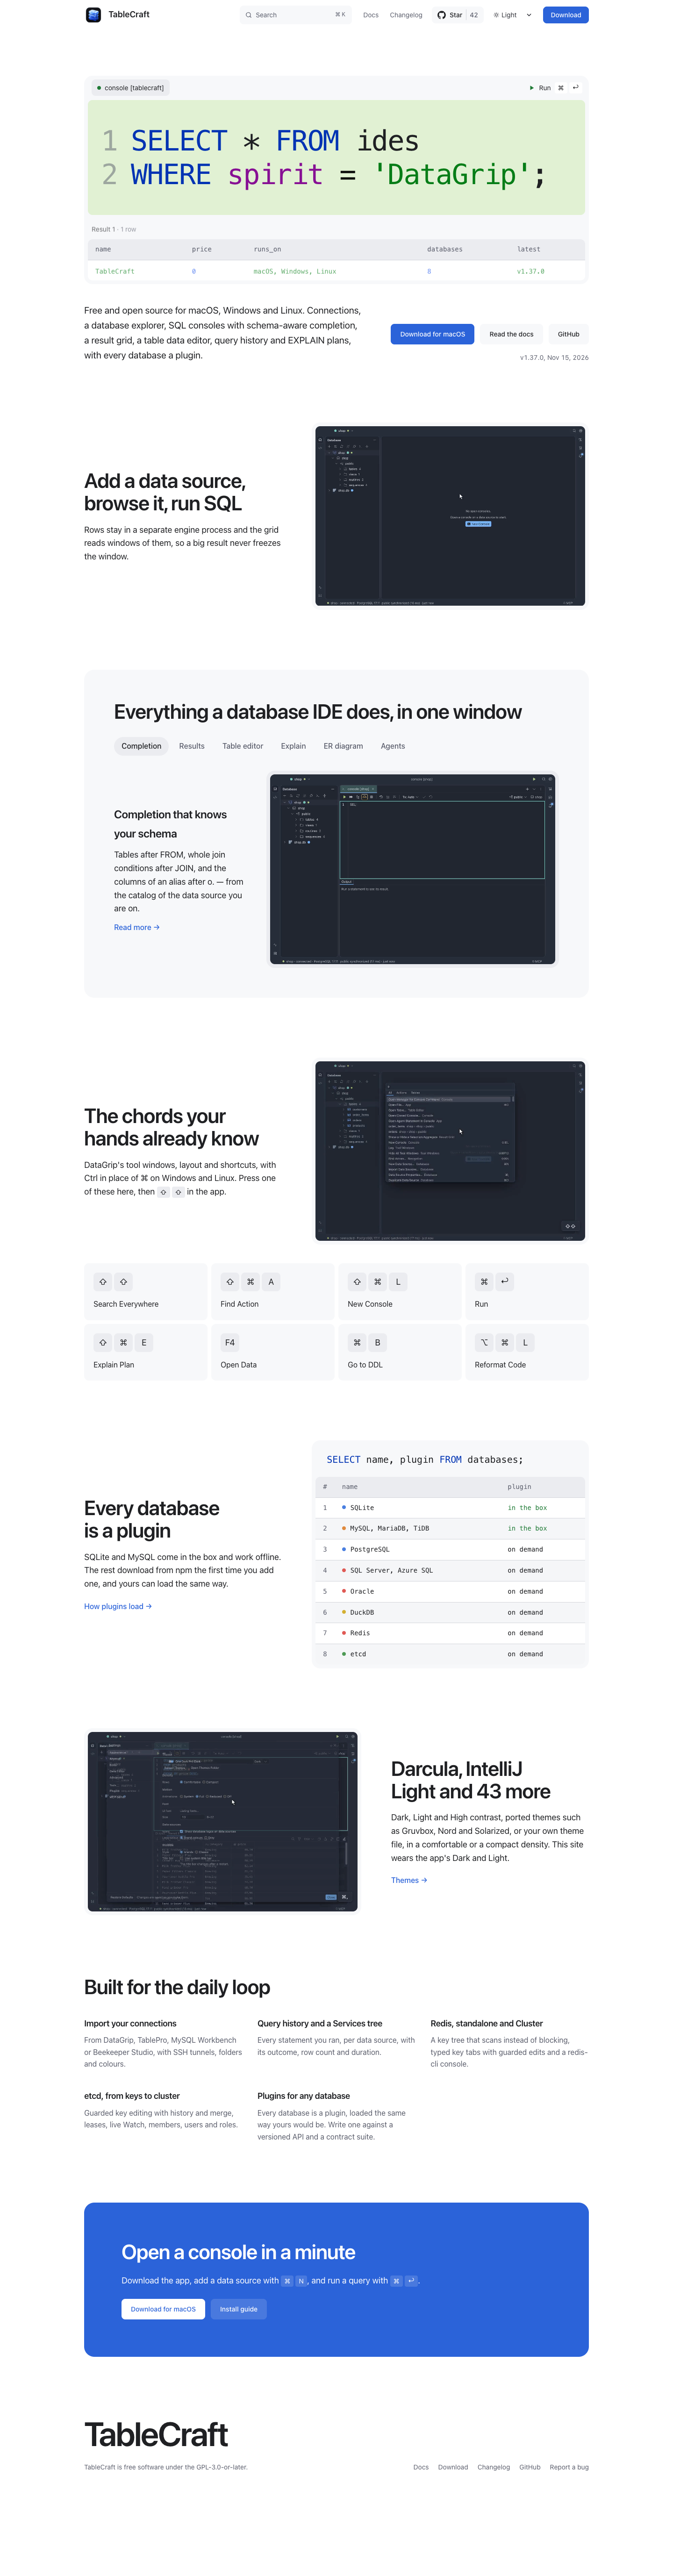 TableCraft
Search ⌘ K
Docs
Changelog
Star 42
Light
Download
console [tablecraft]
Run ⌘ ↵
1 SELECT * FROM ides
2 WHERE spirit = 'DataGrip';
Result 1 · 1 row
name price runs_on databases latest
TableCraft 0 macOS, Windows, Linux 8 v1.37.0
Free and open source for macOS, Windows and Linux. Connections,
a database explorer, SQL consoles with schema-aware completion,
a result grid, a table data editor, query history and EXPLAIN plans,
with every database a plugin.
Download for macOS
Read the docs
GitHub
v1.37.0, Nov 15, 2026
Add a data source,
browse it, run SQL
Rows stay in a separate engine process and the grid
reads windows of them, so a big result never freezes
the window.
Everything a database IDE does, in one window
Completion Results Table editor Explain ER diagram Agents
Completion that knows
your schema
Tables after FROM, whole join
conditions after JOIN, and the
columns of an alias after o. — from
the catalog of the data source you
are on.
Read more →
The chords your
hands already know
DataGrip's tool windows, layout and shortcuts, with
Ctrl in place of ⌘ on Windows and Linux. Press one
of these here, then ⇧ ⇧ in the app.
⇧ ⇧
Search Everywhere
⇧ ⌘ A
Find Action
⇧ ⌘ L
New Console
⌘ ↵
Run
⇧ ⌘ E
Explain Plan
F4
Open Data
⌘ B
Go to DDL
⌥ ⌘ L
Reformat Code
Every database
is a plugin
SQLite and MySQL come in the box and work offline.
The rest download from npm the first time you add
one, and yours can load the same way.
How plugins load →
SELECT name, plugin FROM databases;
# name plugin
1 SQLite in the box
2 MySQL, MariaDB, TiDB in the box
3 PostgreSQL on demand
4 SQL Server, Azure SQL on demand
5 Oracle on demand
6 DuckDB on demand
7 Redis on demand
8 etcd on demand
Darcula, IntelliJ
Light and 43 more
Dark, Light and High contrast, ported themes such
as Gruvbox, Nord and Solarized, or your own theme
file, in a comfortable or a compact density. This site
wears the app's Dark and Light.
Themes →
Built for the daily loop
Import your connections
From DataGrip, TablePro, MySQL Workbench
or Beekeeper Studio, with SSH tunnels, folders
and colours.
Query history and a Services tree
Every statement you ran, per data source, with
its outcome, row count and duration.
Redis, standalone and Cluster
A key tree that scans instead of blocking,
typed key tabs with guarded edits and a redis-
cli console.
etcd, from keys to cluster
Guarded key editing with history and merge,
leases, live Watch, members, users and roles.
Plugins for any database
Every database is a plugin, loaded the same
way yours would be. Write one against a
versioned API and a contract suite.
Open a console in a minute
Download the app, add a data source with ⌘ N, and run a query with ⌘ ↵.
Download for macOS
Install guide
TableCraft
TableCraft is free software under the GPL-3.0-or-later.
Docs Download Changelog GitHub Report a bug